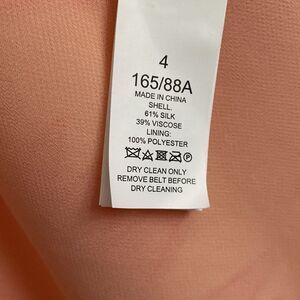 4
165/88A
MADE IN CHINA
SHELL.
61% SILK
39% VISCOSE
LINING:
100% POLYESTER
P
DRY CLEAN ONLY
REMOVE BELT BEFORE
DRY CLEANING